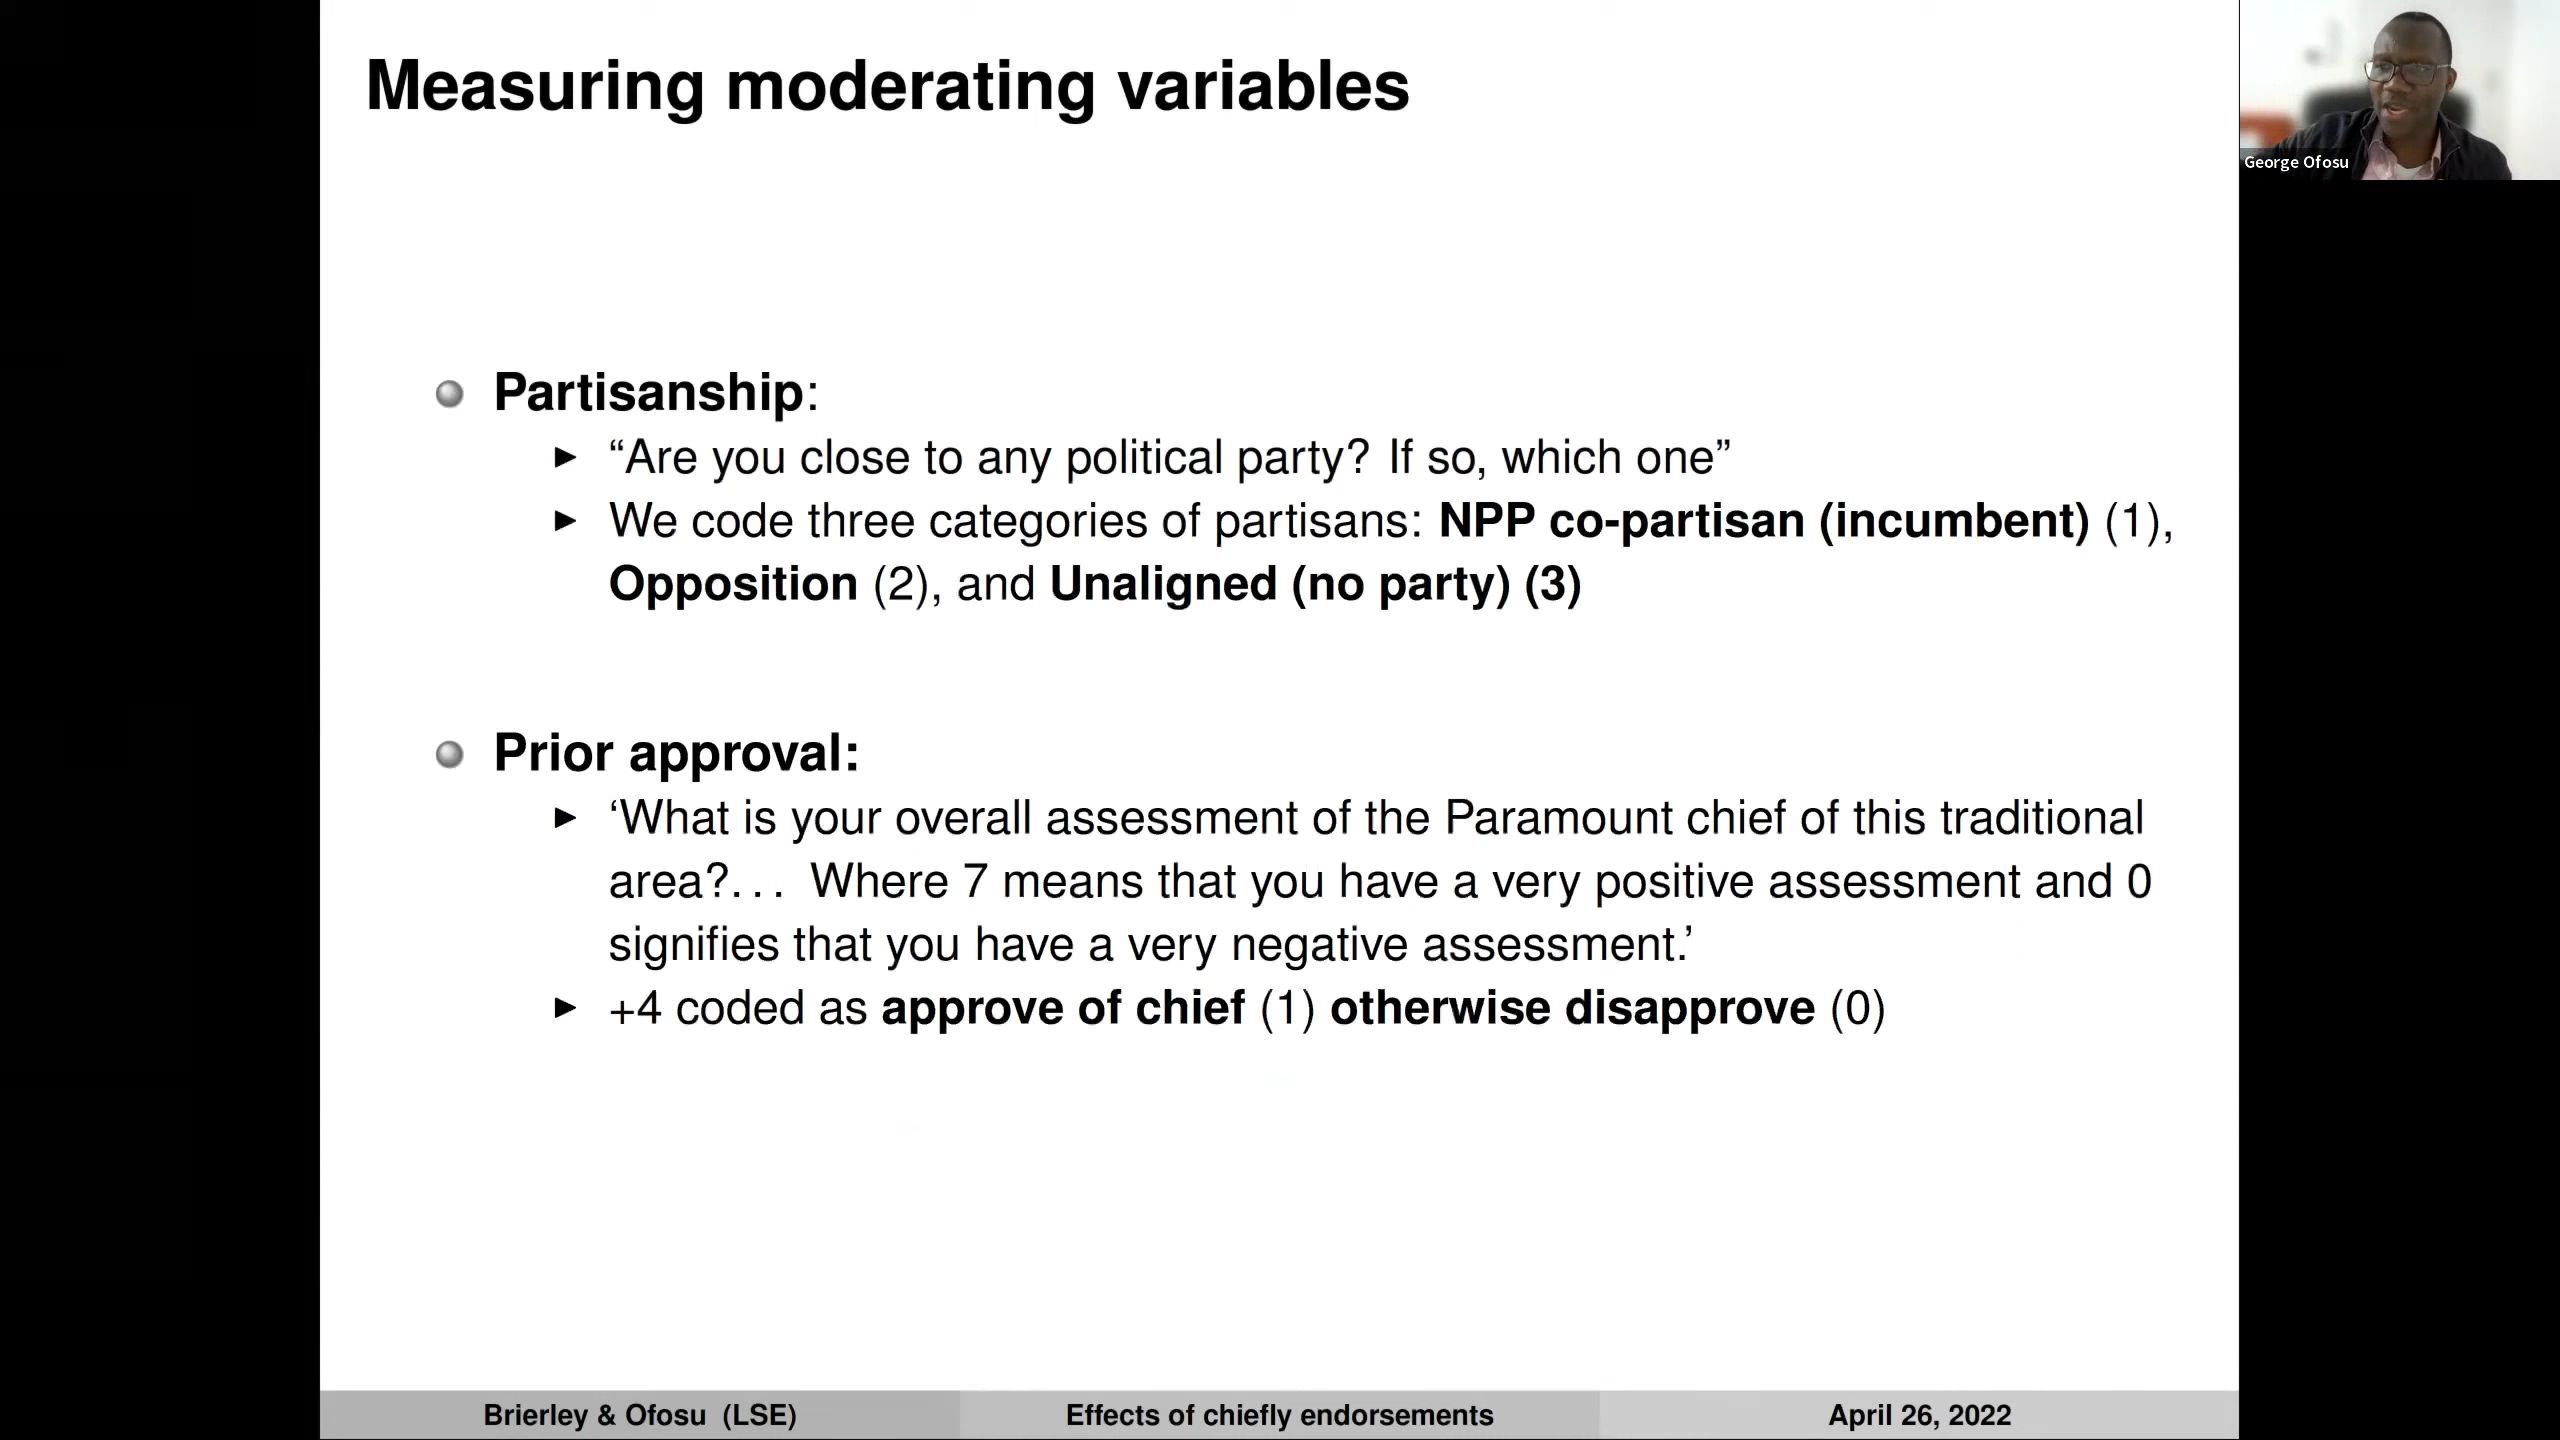 Measuring moderating variables
George Ofosu
Partisanship:
“Are you close to any political party? If so, which one”
We code three categories of partisans: NPP co-partisan (incumbent) (1),
Opposition (2), and Unaligned (no party) (3)
Prior approval:
‘What is your overall assessment of the Paramount chief of this traditional
area?... Where 7 means that you have a very positive assessment and 0
signifies that you have a very negative assessment.’
+4 coded as approve of chief (1) otherwise disapprove (0)
Brierley & Ofosu (LSE)
Effects of chiefly endorsements
April 26, 2022